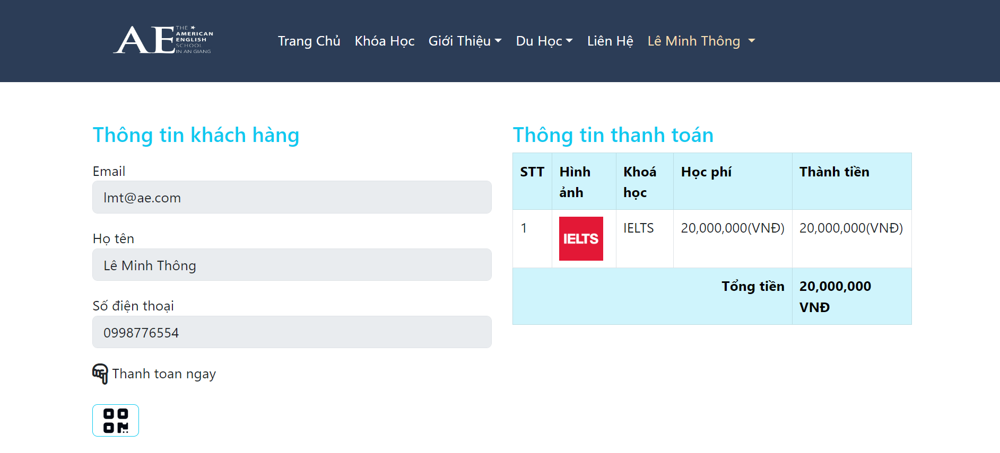 AE
THE
AMERICAN
ENGLISH
SCHOOL
IN AN GIANG
Trang Chủ Khóa Học Giới Thiệu Du Học Liên Hệ Lê Minh Thông
Thông tin khách hàng
Email
lmt@ae.com
Họ tên
Lê Minh Thông
Số điện thoại
0998776554
Thanh toan ngay
Thông tin thanh toán
STT Hình ảnh Khoá học Học phí Thành tiền
1 IELTS IELTS 20,000,000(VNĐ) 20,000,000(VNĐ)
Tổng tiền 20,000,000 VNĐ